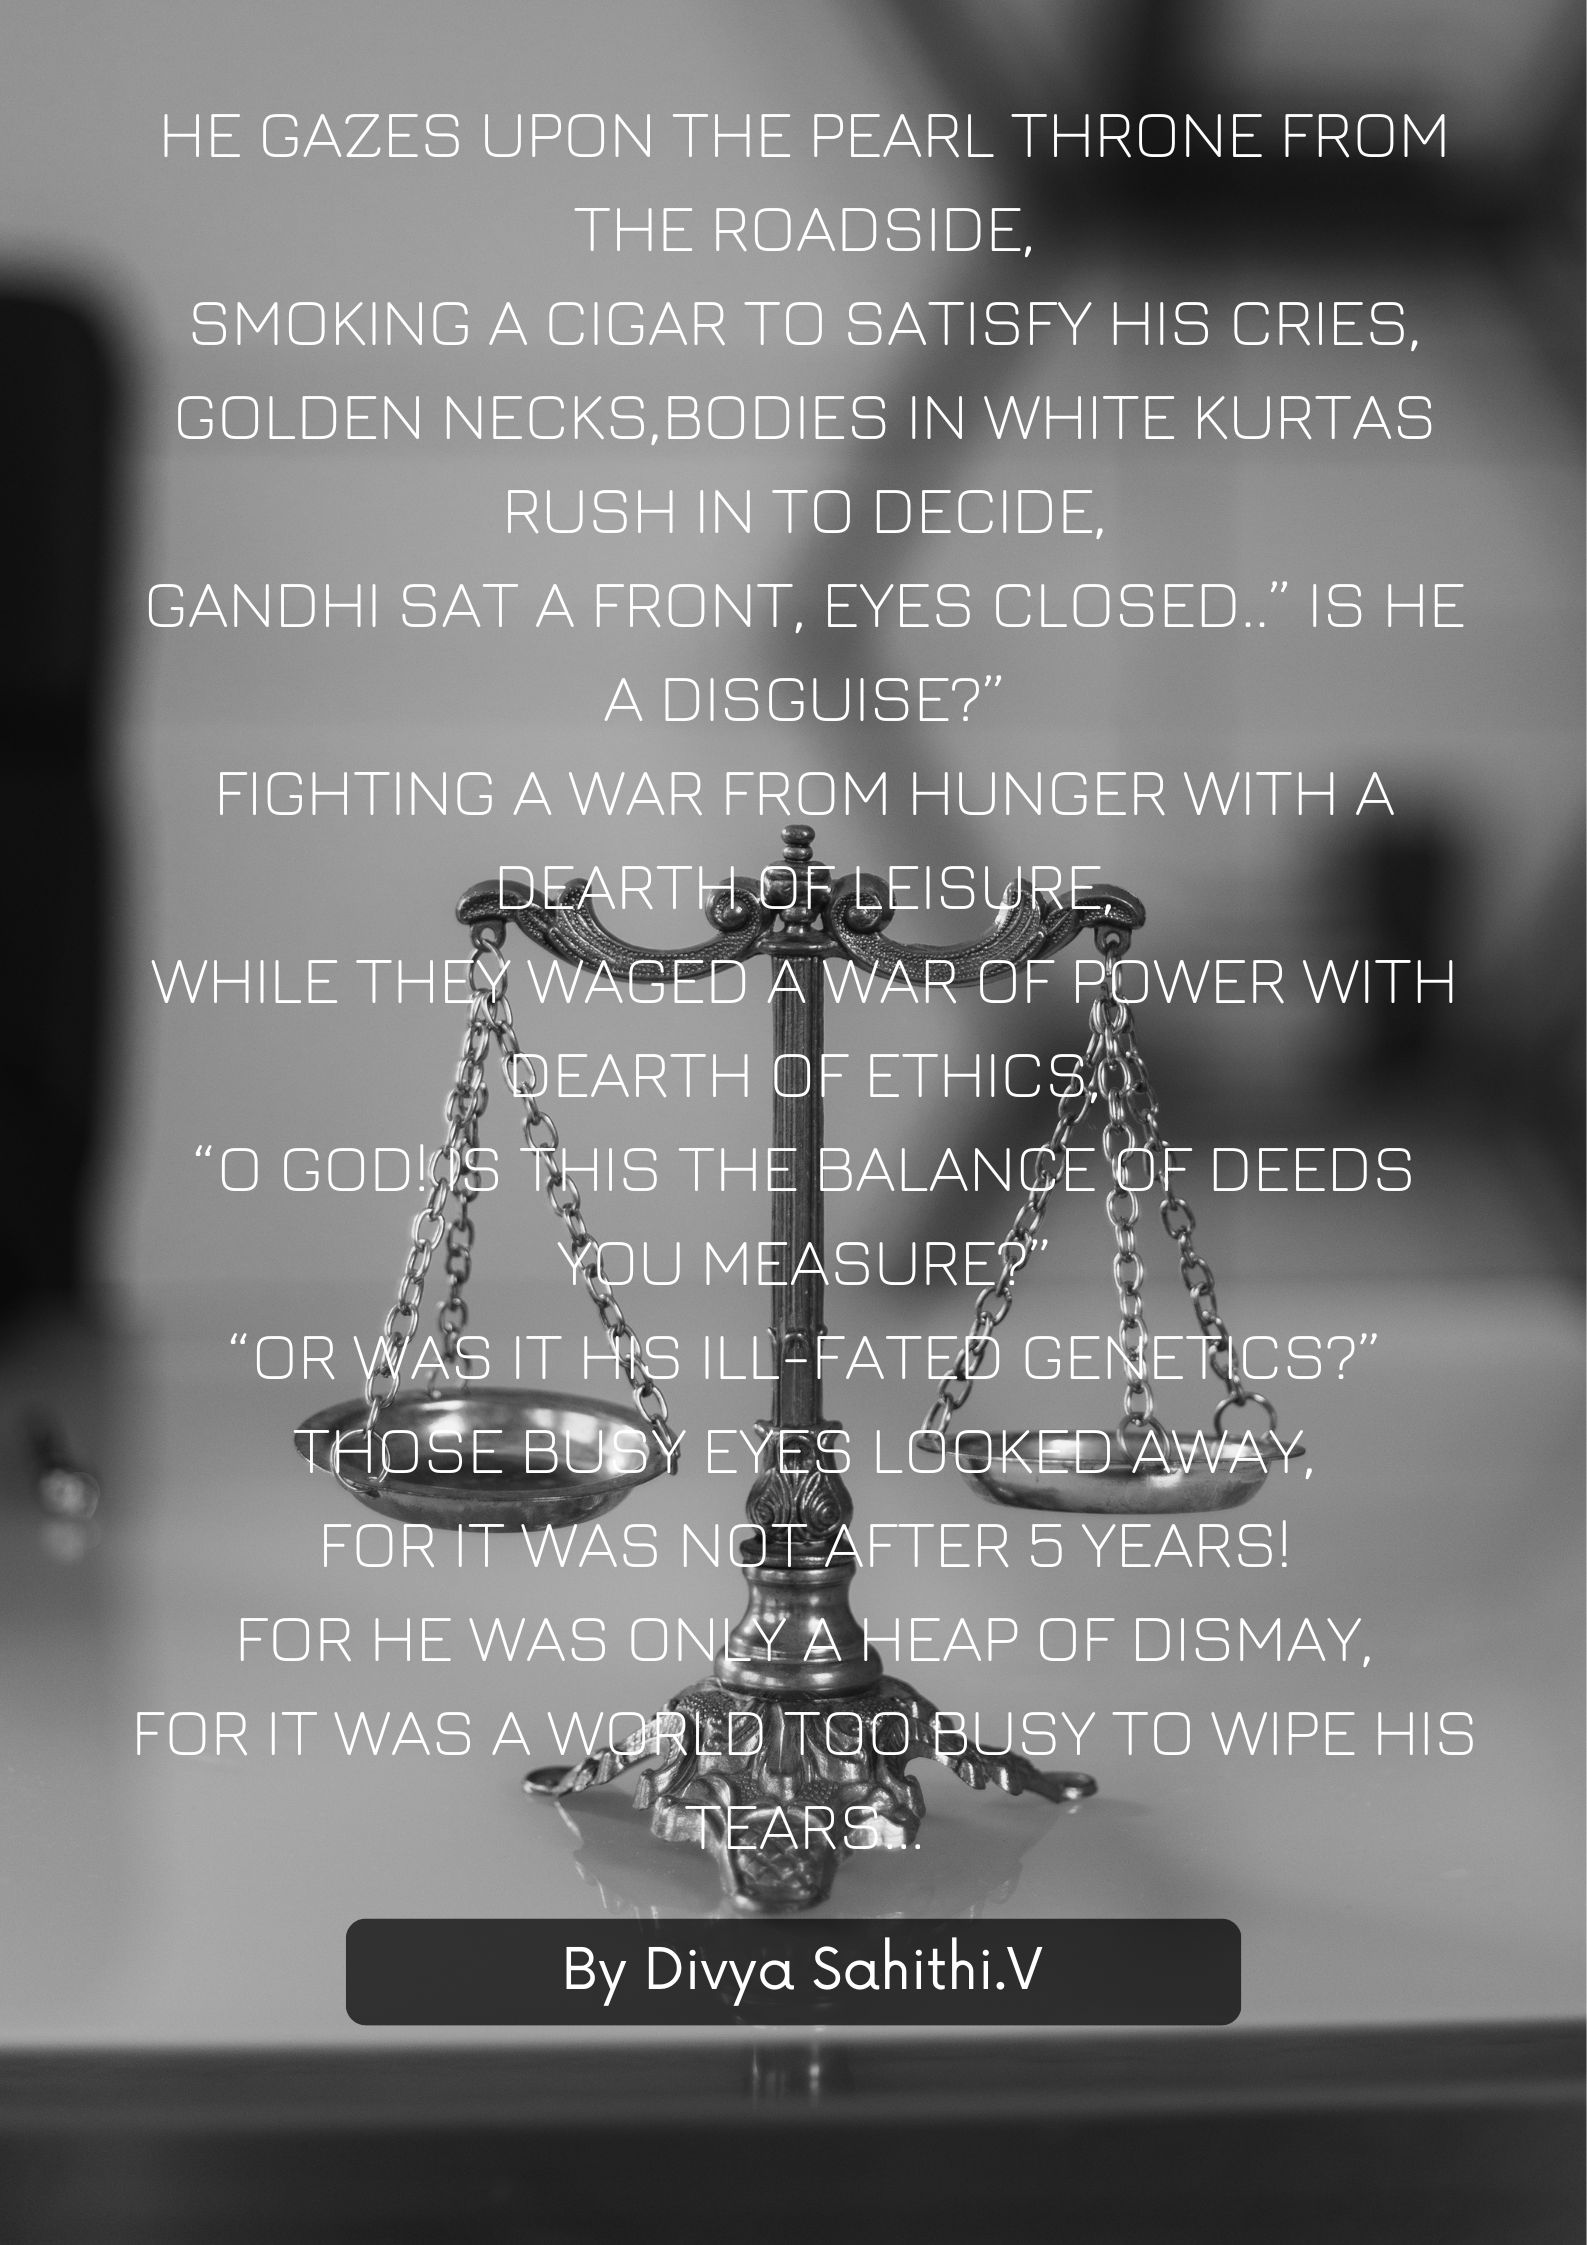 HE GAZES UPON THE PEARL THRONE FROM
THE ROADSIDE,
SMOKING A CIGAR TO SATISFY HIS CRIES,
GOLDEN NECKS,BODIES IN WHITE KURTAS
RUSH IN TO DECIDE,
GANDHI SAT A FRONT, EYES CLOSED..” IS HE
A DISGUISE?”
FIGHTING A WAR FROM HUNGER WITH A
DEARTH OF LEISURE,
WHILE THEY WAGED A WAR OF POWER WITH
DEARTH OF ETHICS,
“O GOD! IS THIS THE BALANCE OF DEEDS
YOU MEASURE?”
“OR WAS IT HIS ILL-FATED GENETICS?”
THOSE BUSY EYES LOOKED AWAY,
FOR IT WAS NOT AFTER 5 YEARS!
FOR HE WAS ONLY A HEAP OF DISMAY,
FOR IT WAS A WORLD TOO BUSY TO WIPE HIS
TEARS...
By Divya Sahithi.V